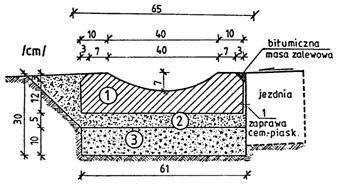 65
10 40 10
3 7 40 7 3
/cm/
bitumiczna
masa zalewowa
7
1
jezdnia
12
30
5
2
1
zaprawa
cem.-piask.
10
3
61